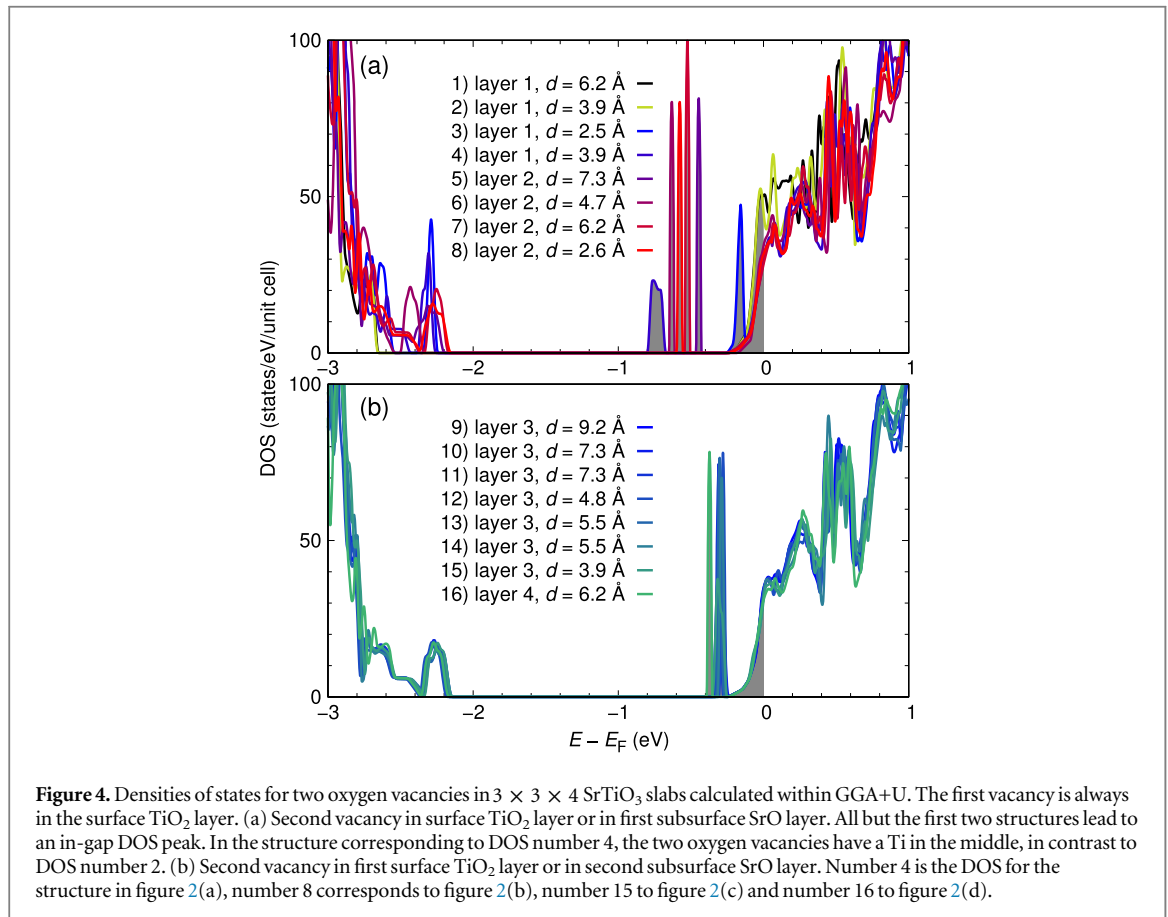 100
(a)
1) layer 1, d = 6.2 Å
2) layer 1, d = 3.9 Å
3) layer 1, d = 2.5 Å
4) layer 1, d = 3.9 Å
5) layer 2, d = 7.3 Å
6) layer 2, d = 4.7 Å
7) layer 2, d = 6.2 Å
8) layer 2, d = 2.6 Å
50
0
−3 −2 −1 0 1
DOS (states/eV/unit cell)
100
(b)
9) layer 3, d = 9.2 Å
10) layer 3, d = 7.3 Å
11) layer 3, d = 7.3 Å
12) layer 3, d = 4.8 Å
13) layer 3, d = 5.5 Å
14) layer 3, d = 5.5 Å
15) layer 3, d = 3.9 Å
16) layer 4, d = 6.2 Å
50
0
−3 −2 −1 0 1
E − E_F (eV)
Figure 4. Densities of states for two oxygen vacancies in 3 × 3 × 4 SrTiO₃ slabs calculated within GGA+U. The first vacancy is always
in the surface TiO₂ layer. (a) Second vacancy in surface TiO₂ layer or in first subsurface SrO layer. All but the first two structures lead to
an in-gap DOS peak. In the structure corresponding to DOS number 4, the two oxygen vacancies have a Ti in the middle, in contrast to
DOS number 2. (b) Second vacancy in first surface TiO₂ layer or in second subsurface SrO layer. Number 4 is the DOS for the
structure in figure 2(a), number 8 corresponds to figure 2(b), number 15 to figure 2(c) and number 16 to figure 2(d).